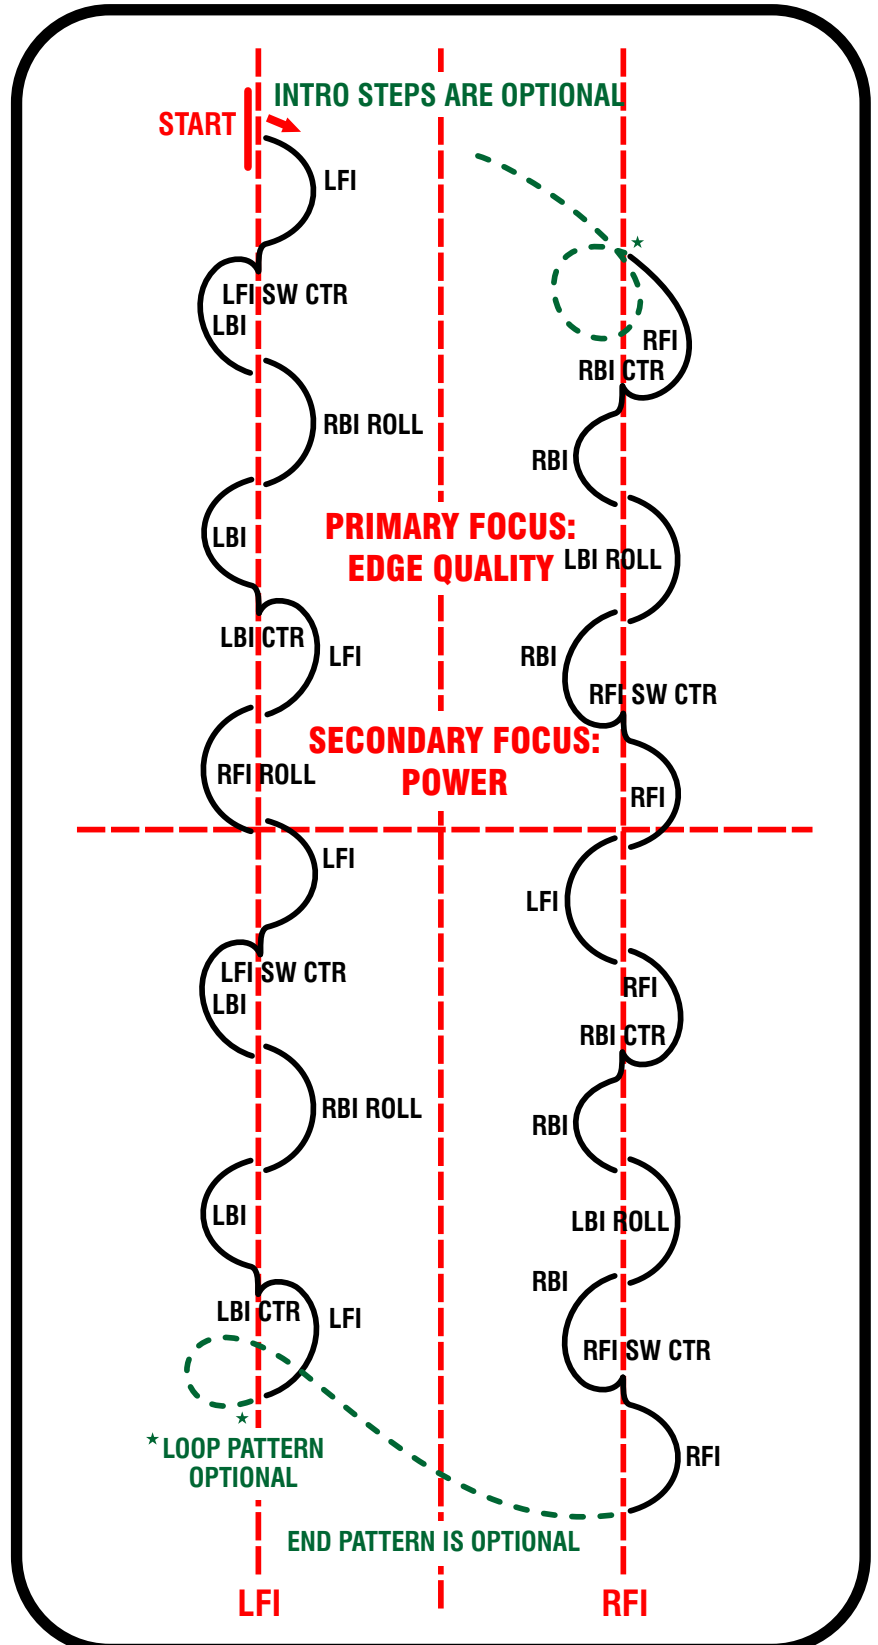 INTRO STEPS ARE OPTIONAL
START
LFI
LFI SW CTR
LBI
RBI ROLL
LBI
LBI CTR
LFI
RFI ROLL
LFI
LFI SW CTR
LBI
RBI ROLL
LBI
LBI CTR
LFI
★
★ LOOP PATTERN
OPTIONAL
PRIMARY FOCUS:
EDGE QUALITY
SECONDARY FOCUS:
POWER
★
RFI
RBI CTR
RBI
LBI ROLL
RBI
RFI SW CTR
RFI
LFI
RFI
RBI CTR
RBI
LBI ROLL
RBI
RFI SW CTR
RFI
END PATTERN IS OPTIONAL
LFI
RFI